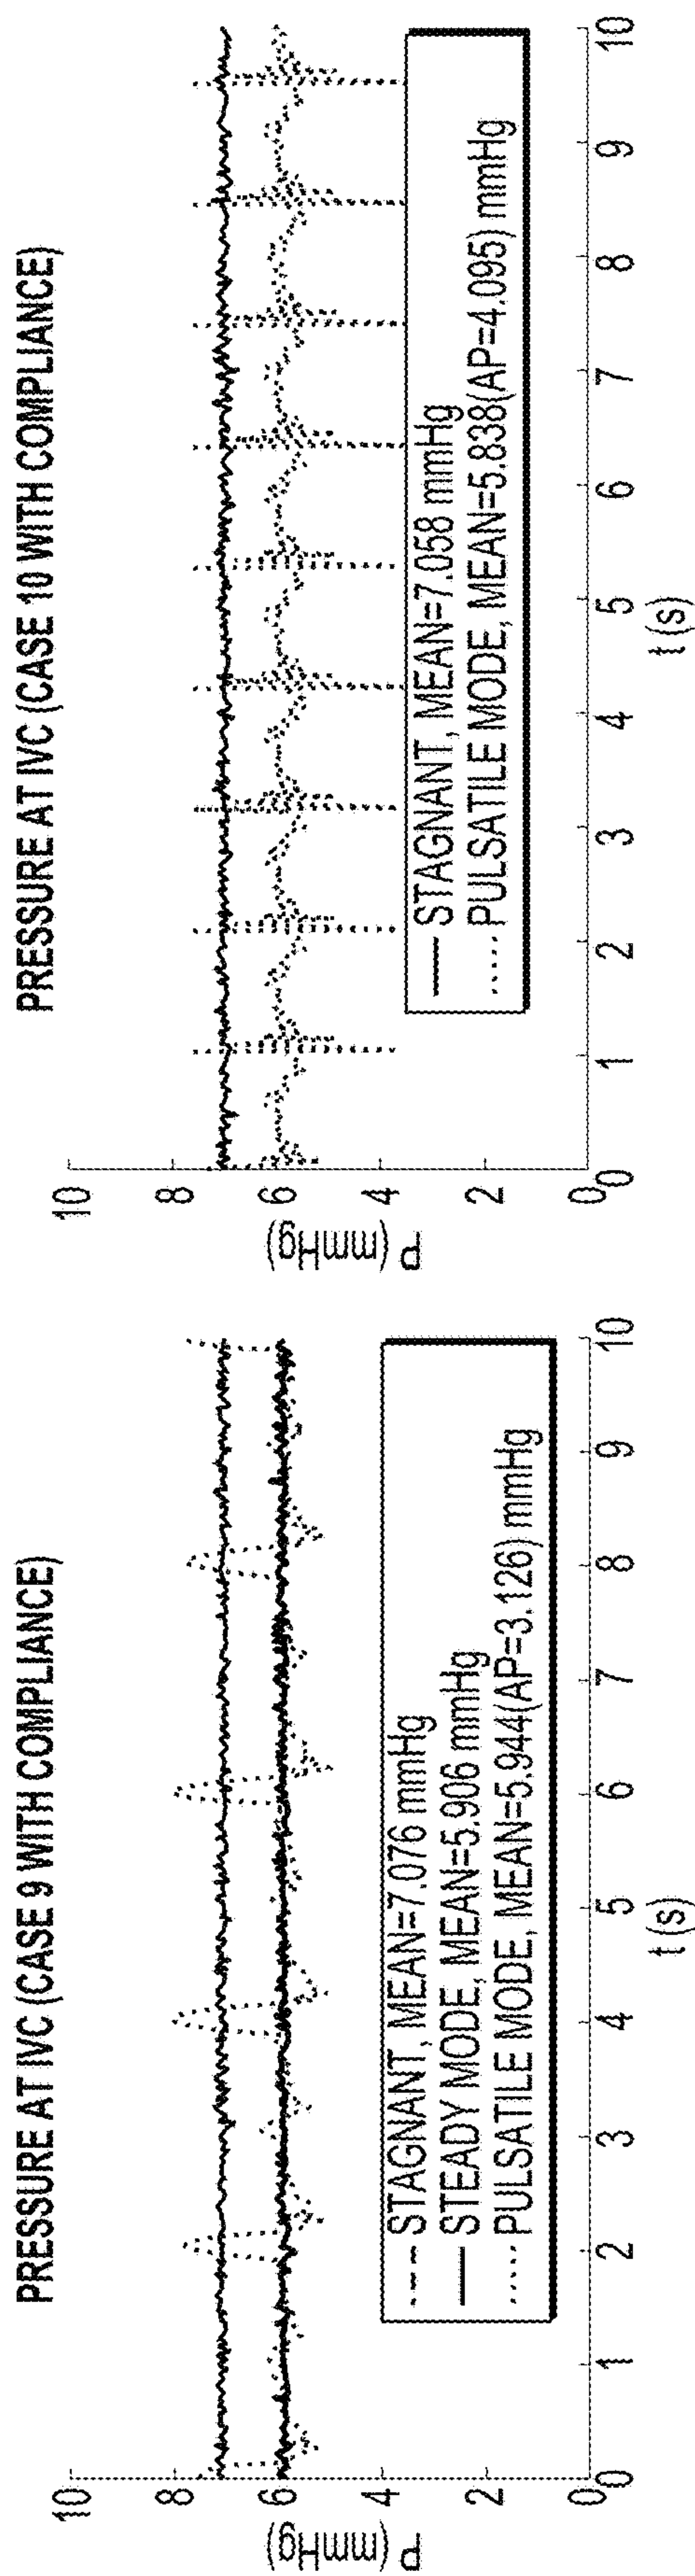 PRESSURE AT IVC (CASE 9 WITH COMPLIANCE)
P (mmHg)
10
8
6
4
2
0
--- STAGNANT, MEAN=7.076 mmHg
— STEADY MODE, MEAN=5.906 mmHg
····· PULSATILE MODE, MEAN=5.944(AP=3.126) mmHg
0 1 2 3 4 5 6 7 8 9 10
t (s)
PRESSURE AT IVC (CASE 10 WITH COMPLIANCE)
P (mmHg)
10
8
6
4
2
0
— STAGNANT, MEAN=7.058 mmHg
····· PULSATILE MODE, MEAN=5.838(AP=4.095) mmHg
0 1 2 3 4 5 6 7 8 9 10
t (s)